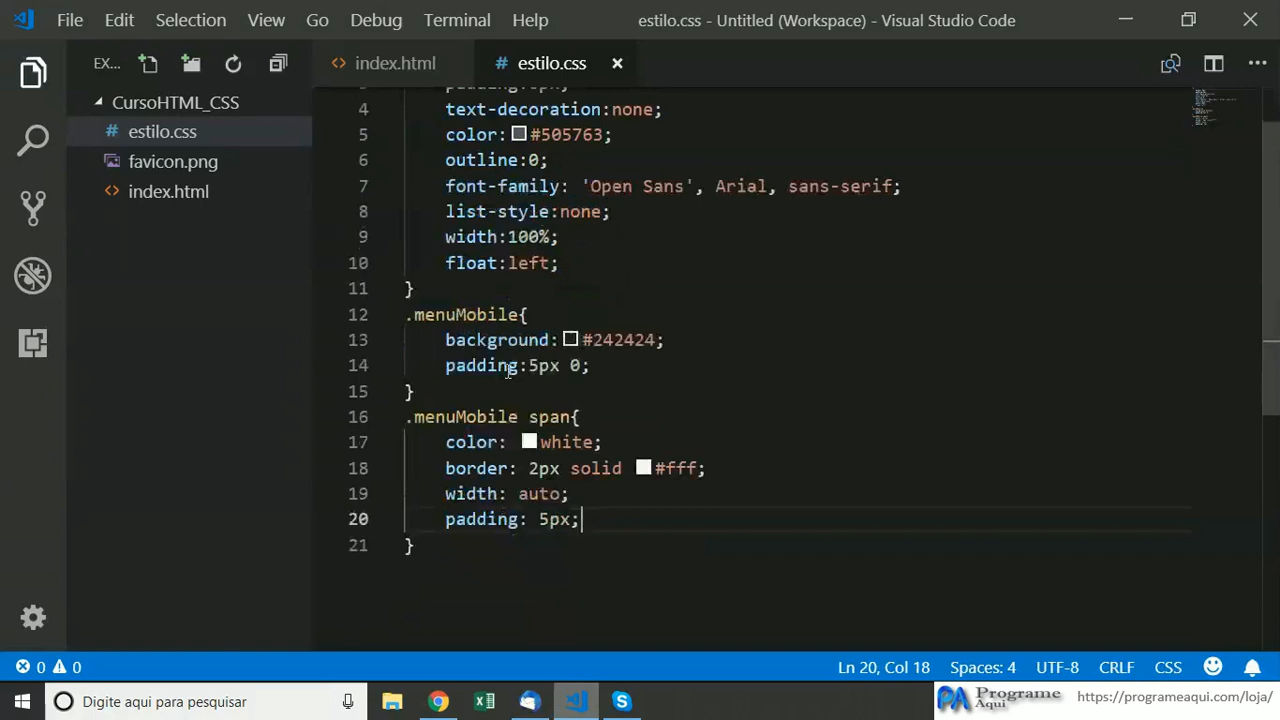 File Edit Selection View Go Debug Terminal Help estilo.css - Untitled (Workspace) - Visual Studio Code
EX... index.html # estilo.css
CursoHTML_CSS
# estilo.css
favicon.png
index.html
4 text-decoration:none;
5 color: #505763;
6 outline:0;
7 font-family: 'Open Sans', Arial, sans-serif;
8 list-style:none;
9 width:100%;
10 float:left;
11 }
12 .menuMobile{
13 background: #242424;
14 padding:5px 0;
15 }
16 .menuMobile span{
17 color: white;
18 border: 2px solid #fff;
19 width: auto;
20 padding: 5px;
21 }
0 0 Ln 20, Col 18 Spaces: 4 UTF-8 CRLF CSS
Digite aqui para pesquisar PA Programe Aqui https://programeaqui.com/loja/